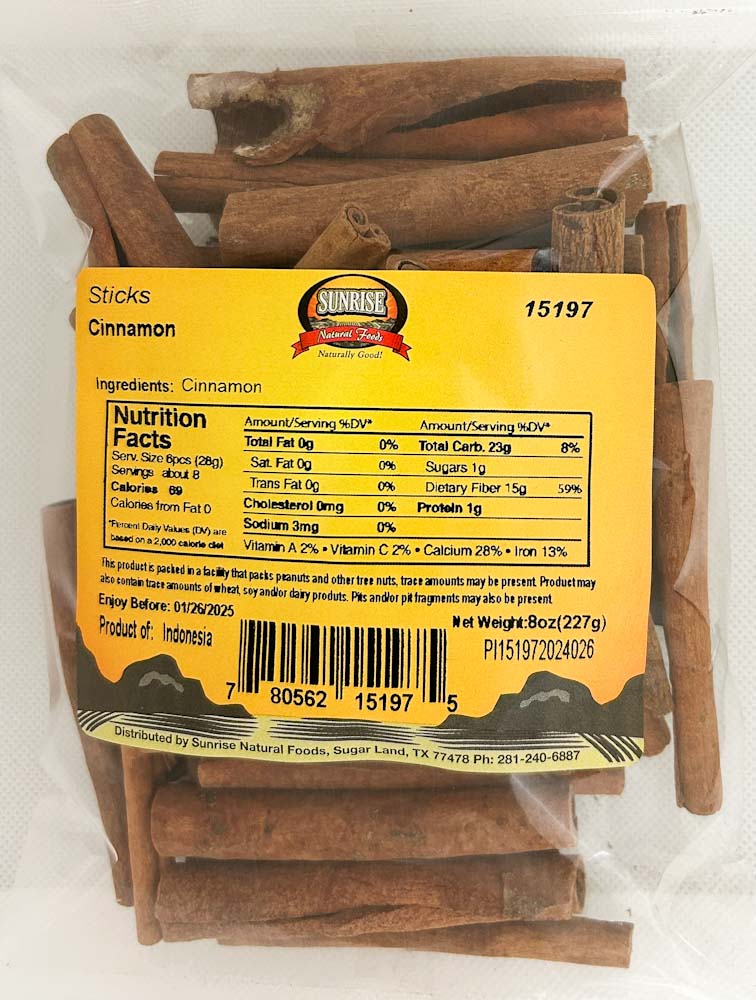 Sticks
SUNRISE
15197
Cinnamon
Natural Foods
Naturally Good!
Ingredients: Cinnamon
Nutrition
Facts
Serv. Size 6pcs (28g)
Servings about 8
Calories 69
Calories from Fat 0
*Percent Daily Values (DV) are
based on a 2,000 calorie diet
Amount/Serving %DV* Amount/Serving %DV*
Total Fat 0g 0% Total Carb. 23g 8%
Sat. Fat 0g 0% Sugars 1g
Trans Fat 0g 0% Dietary Fiber 15g 59%
Cholesterol 0mg 0% Protein 1g
Sodium 3mg 0%
Vitamin A 2% • Vitamin C 2% • Calcium 28% • Iron 13%
This product is packed in a facility that packs peanuts and other tree nuts, trace amounts may be present. Product may
also contain trace amounts of wheat, soy and/or dairy produts. Pits and/or pit fragments may also be present
Enjoy Before: 01/26/2025
Net Weight:8oz(227g)
Product of: Indonesia
PI151972024026
7 80562 15197 5
Distributed by Sunrise Natural Foods, Sugar Land, TX 77478 Ph: 281-240-6887